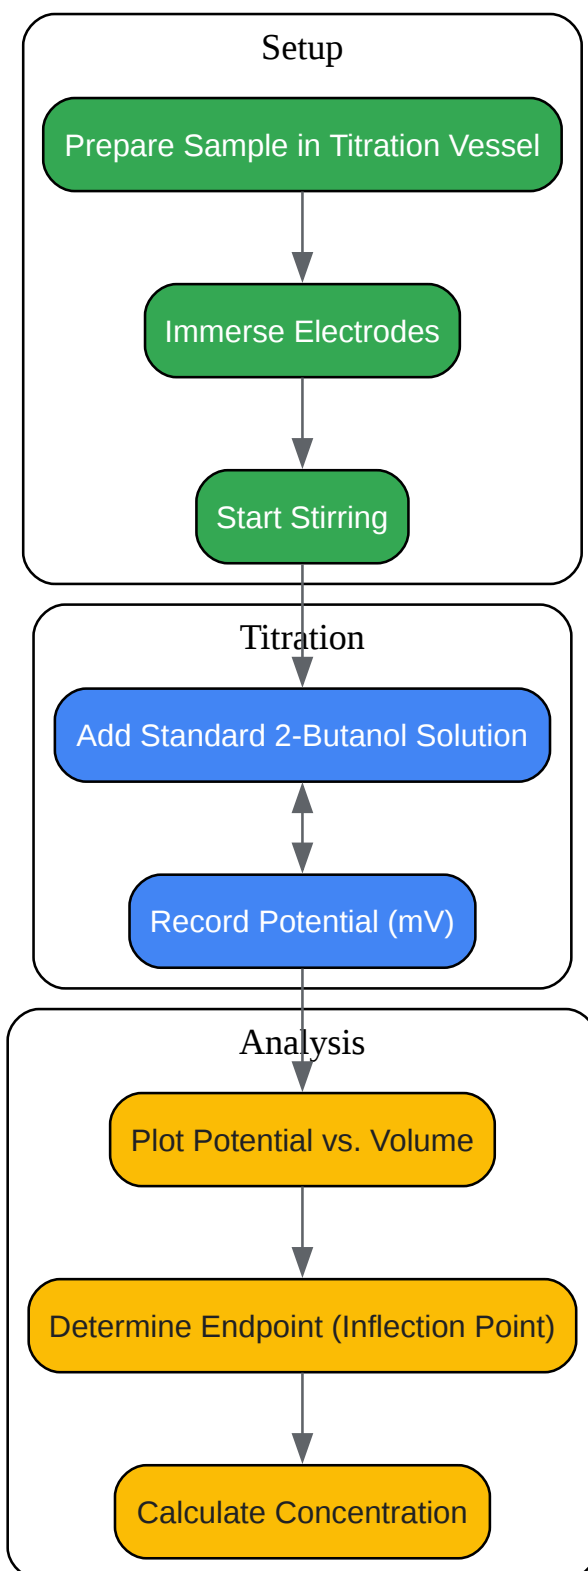 Setup
Prepare Sample in Titration Vessel
Immerse Electrodes
Start Stirring
Titration
Add Standard 2-Butanol Solution
Record Potential (mV)
Analysis
Plot Potential vs. Volume
Determine Endpoint (Inflection Point)
Calculate Concentration